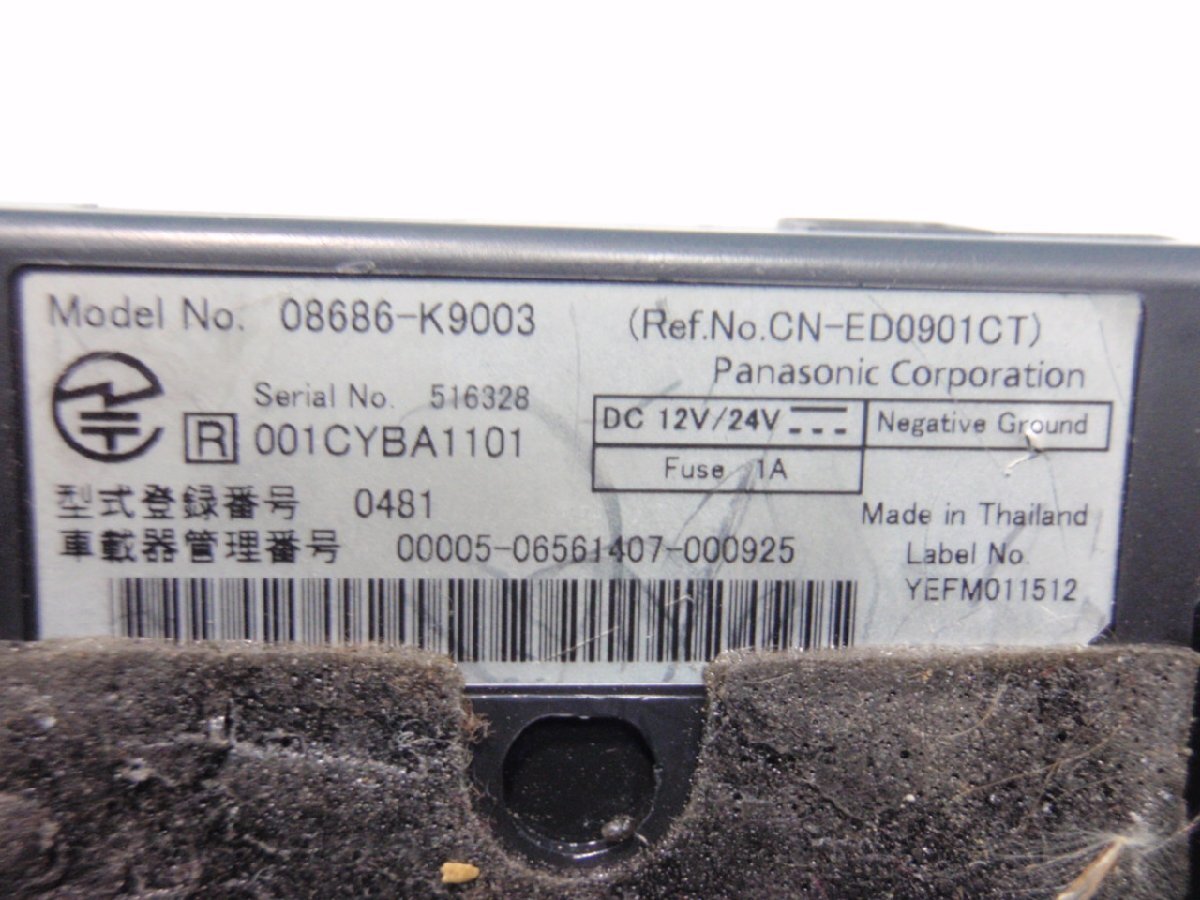 Model No. 08686-K9003 (Ref.No.CN-ED0901CT)
Panasonic Corporation
Serial No. 516328
R 001CYBA1101
DC 12V/24V Negative Ground
Fuse 1A
型式登録番号 0481
Made in Thailand
車載器管理番号 00005-06561407-000925
Label No.
YEFM011512